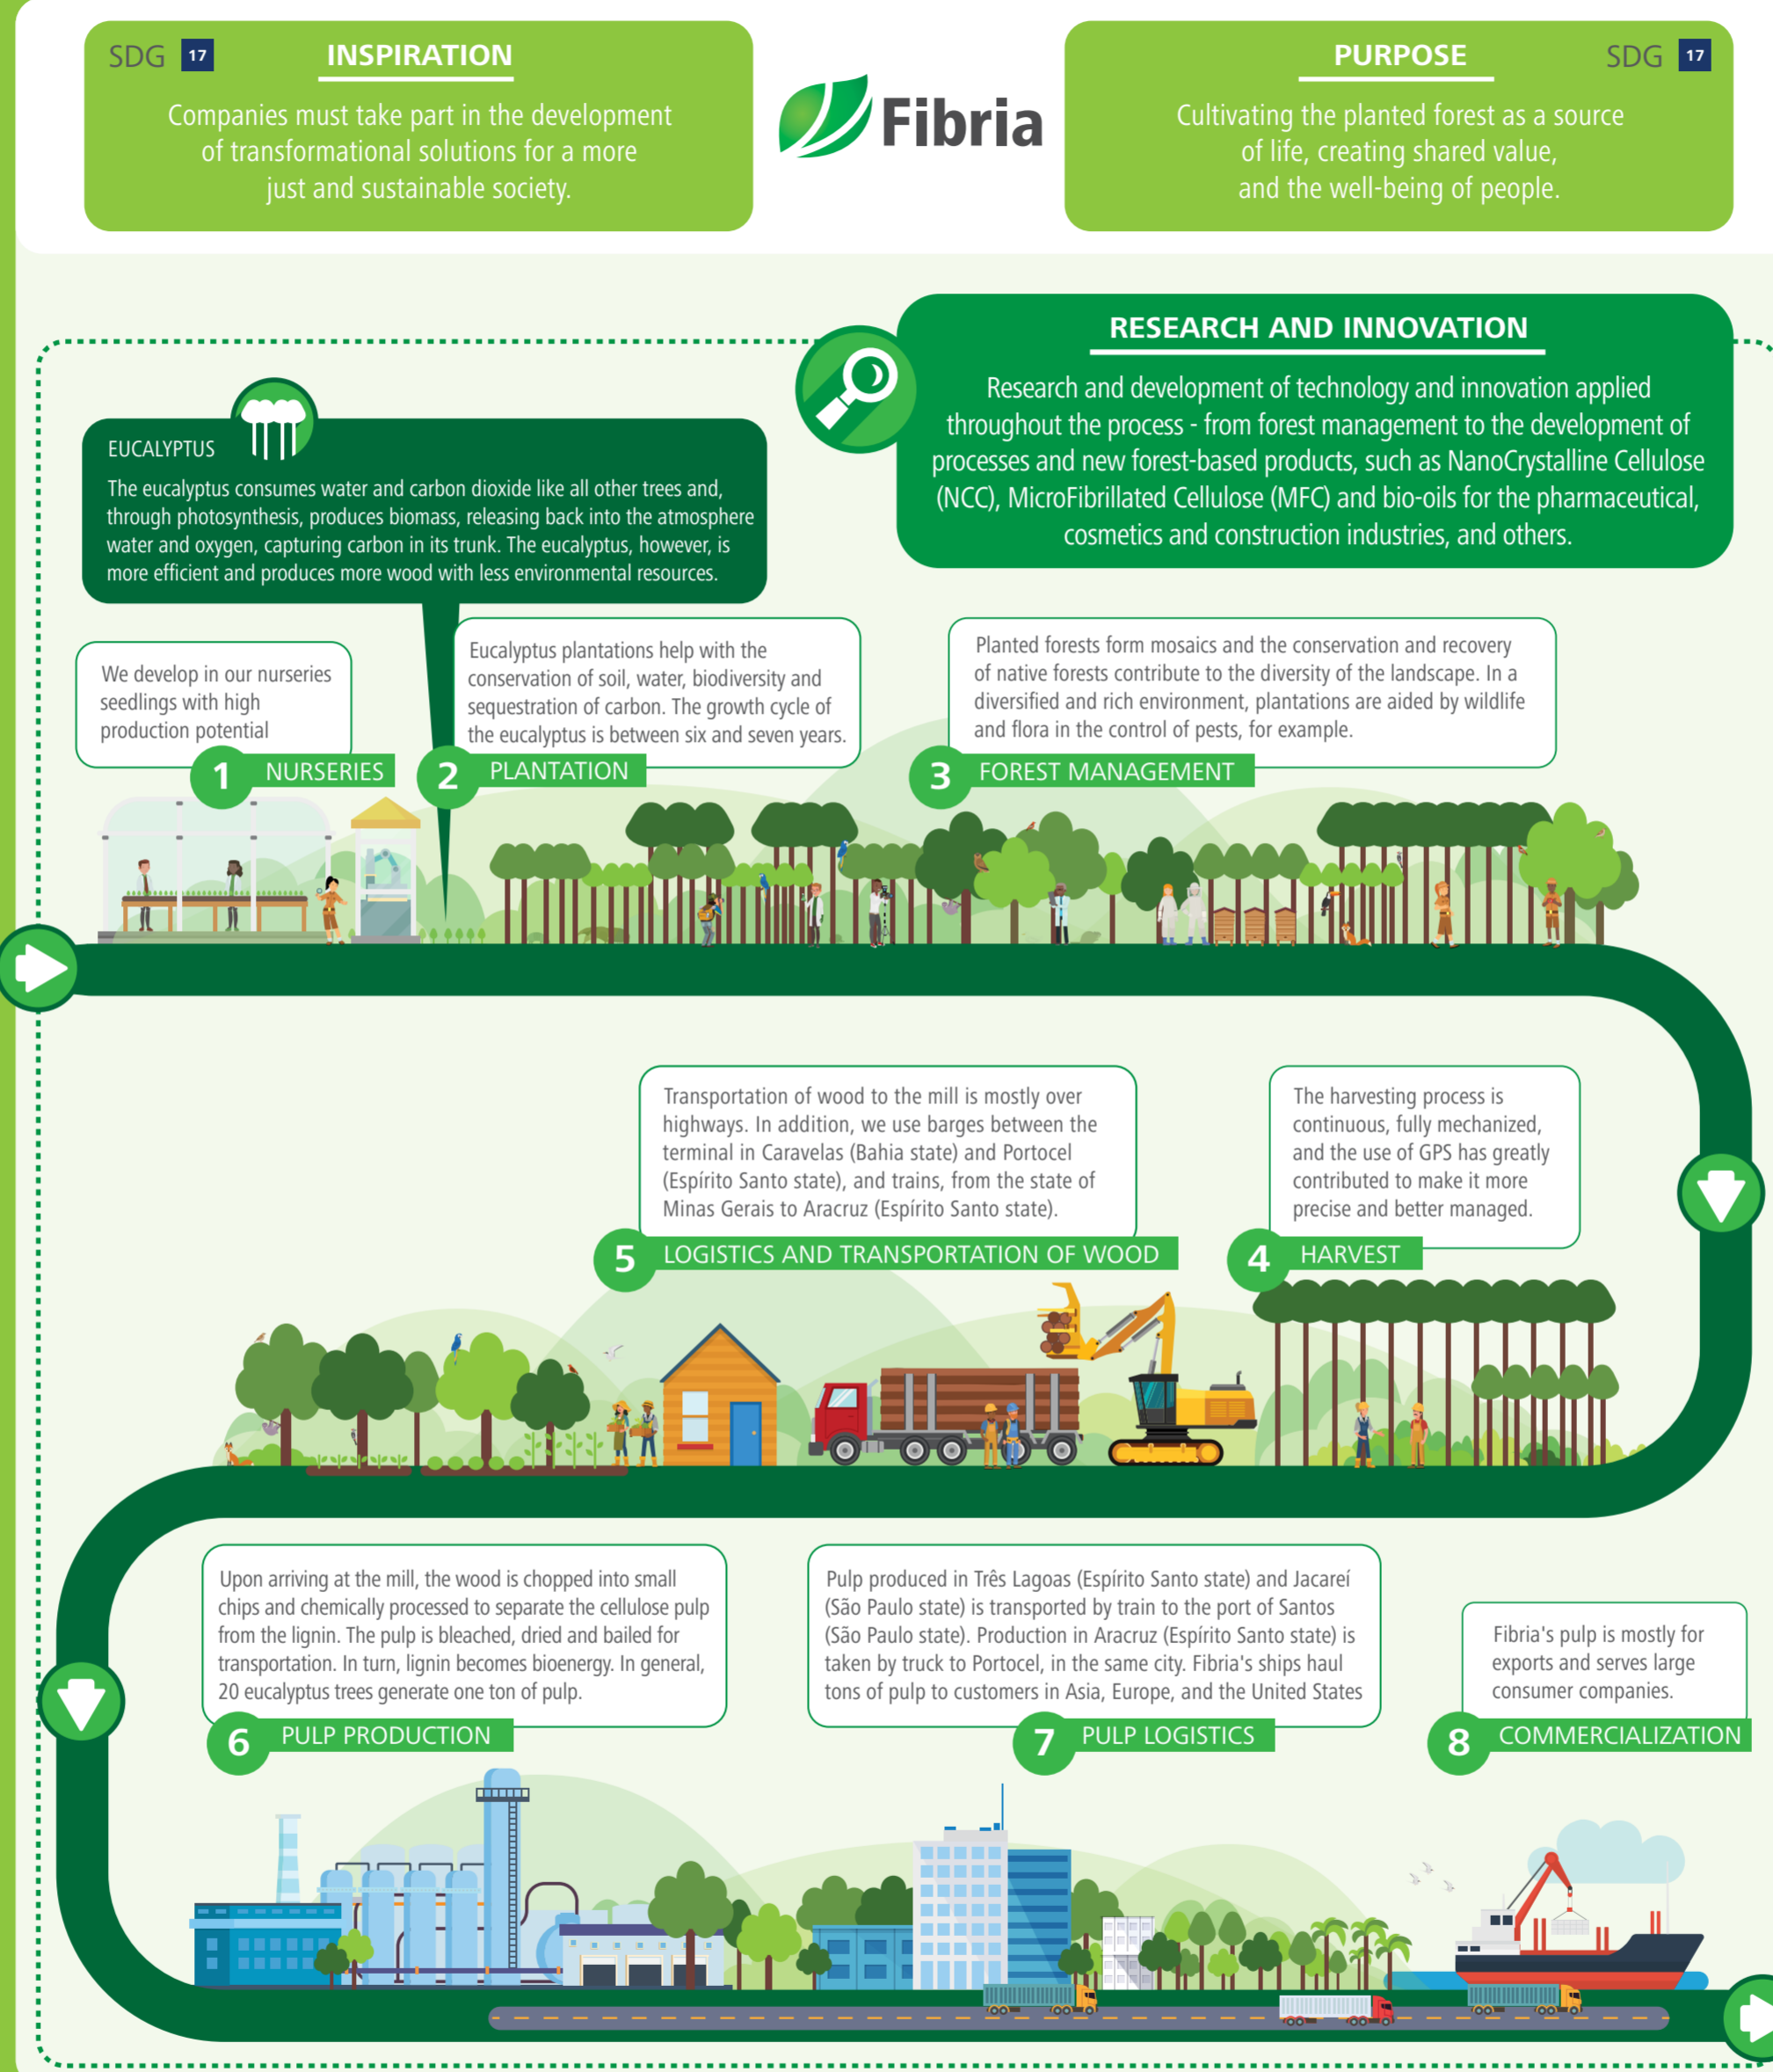 SDG 17
INSPIRATION
Companies must take part in the development
of transformational solutions for a more
just and sustainable society.
Fibria
PURPOSE
SDG 17
Cultivating the planted forest as a source
of life, creating shared value,
and the well-being of people.
RESEARCH AND INNOVATION
Research and development of technology and innovation applied
throughout the process - from forest management to the development of
processes and new forest-based products, such as NanoCrystalline Cellulose
(NCC), MicroFibrillated Cellulose (MFC) and bio-oils for the pharmaceutical,
cosmetics and construction industries, and others.
EUCALYPTUS
The eucalyptus consumes water and carbon dioxide like all other trees and,
through photosynthesis, produces biomass, releasing back into the atmosphere
water and oxygen, capturing carbon in its trunk. The eucalyptus, however, is
more efficient and produces more wood with less environmental resources.
We develop in our nurseries
seedlings with high
production potential
1 NURSERIES
Eucalyptus plantations help with the
conservation of soil, water, biodiversity and
sequestration of carbon. The growth cycle of
the eucalyptus is between six and seven years.
2 PLANTATION
Planted forests form mosaics and the conservation and recovery
of native forests contribute to the diversity of the landscape. In a
diversified and rich environment, plantations are aided by wildlife
and flora in the control of pests, for example.
3 FOREST MANAGEMENT
The harvesting process is
continuous, fully mechanized,
and the use of GPS has greatly
contributed to make it more
precise and better managed.
4 HARVEST
Transportation of wood to the mill is mostly over
highways. In addition, we use barges between the
terminal in Caravelas (Bahia state) and Portocel
(Espírito Santo state), and trains, from the state of
Minas Gerais to Aracruz (Espírito Santo state).
5 LOGISTICS AND TRANSPORTATION OF WOOD
Upon arriving at the mill, the wood is chopped into small
chips and chemically processed to separate the cellulose pulp
from the lignin. The pulp is bleached, dried and bailed for
transportation. In turn, lignin becomes bioenergy. In general,
20 eucalyptus trees generate one ton of pulp.
6 PULP PRODUCTION
Pulp produced in Três Lagoas (Espírito Santo state) and Jacareí
(São Paulo state) is transported by train to the port of Santos
(São Paulo state). Production in Aracruz (Espírito Santo state) is
taken by truck to Portocel, in the same city. Fibria's ships haul
tons of pulp to customers in Asia, Europe, and the United States
7 PULP LOGISTICS
Fibria's pulp is mostly for
exports and serves large
consumer companies.
8 COMMERCIALIZATION